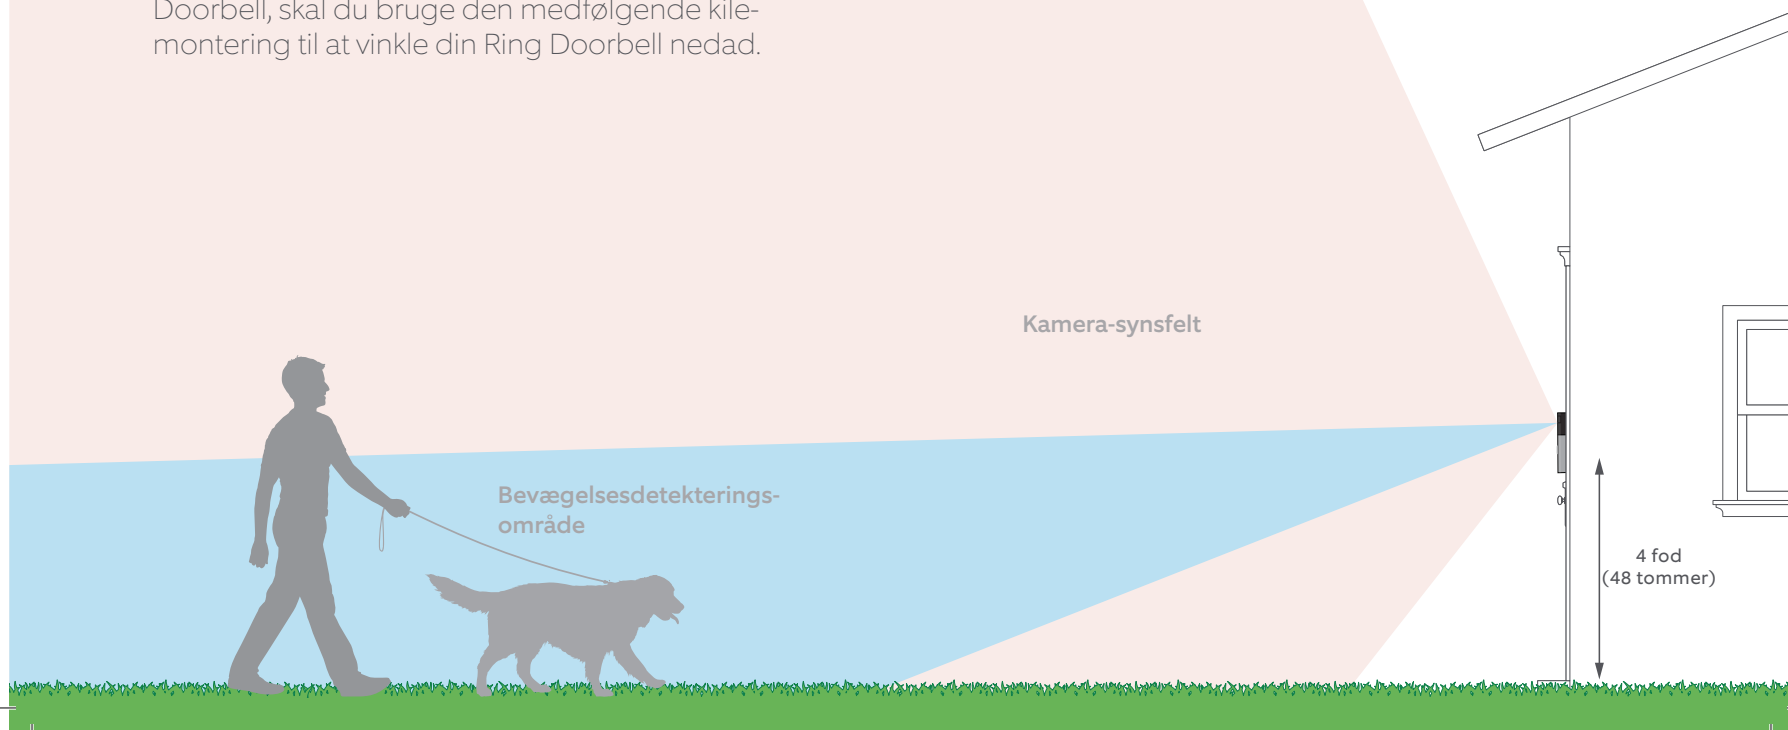 Doorbell, skal du bruge den medfølgende kile-
montering til at vinkle din Ring Doorbell nedad.
Kamera-synsfelt
Bevægelsesdetekterings-
område
4 fod
(48 tommer)